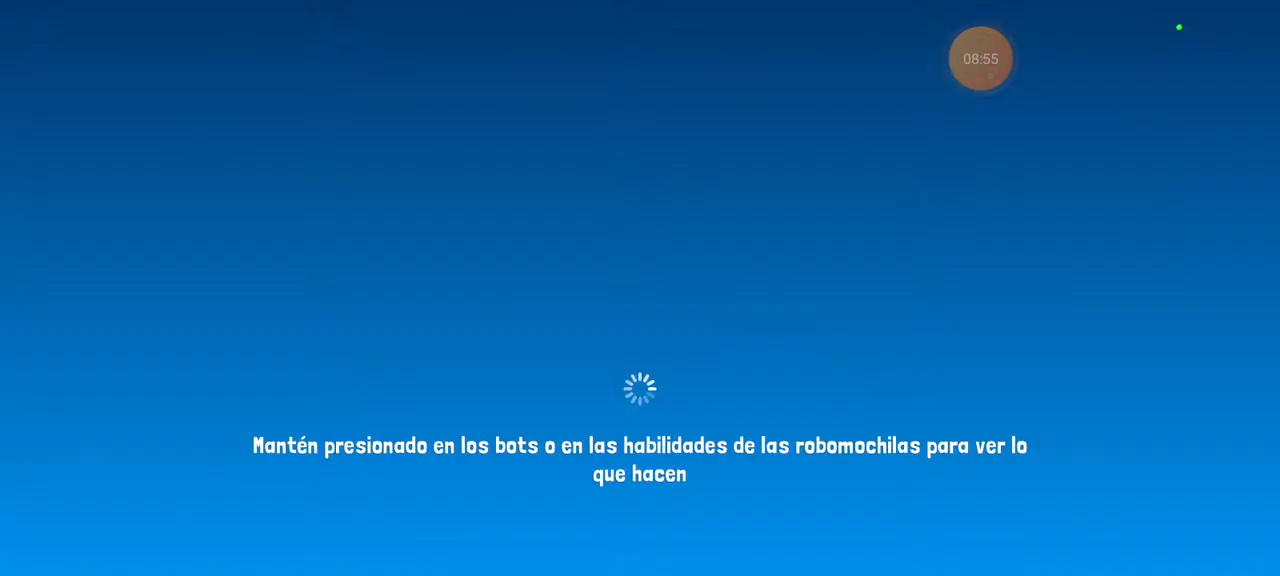 08:55
Mantén presionado en los bots o en las habilidades de las robomochilas para ver lo
que hacen